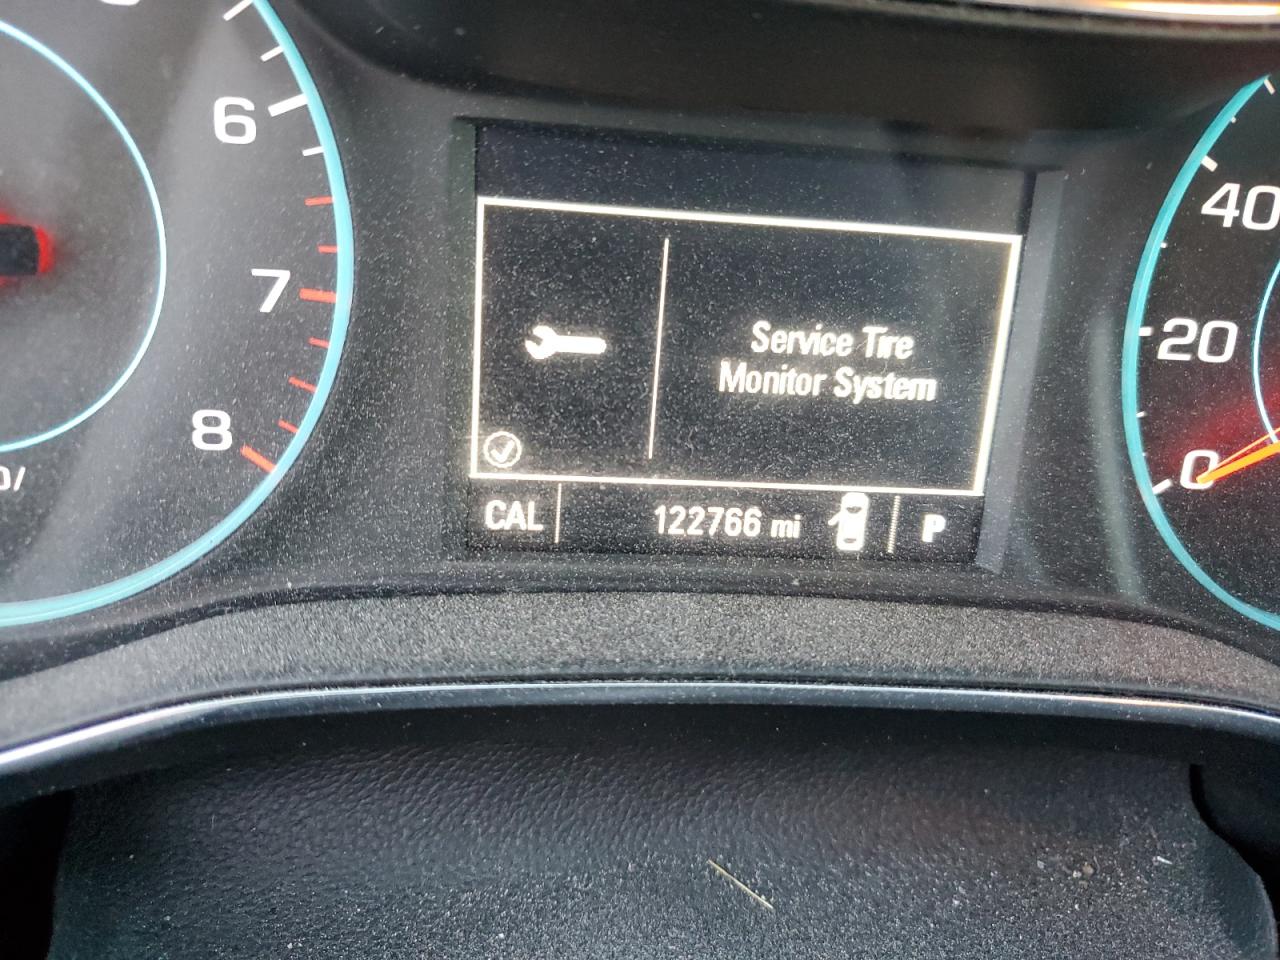 6
7
8
Service Tire
Monitor System
CAL
122766 mi
P
40
20
0